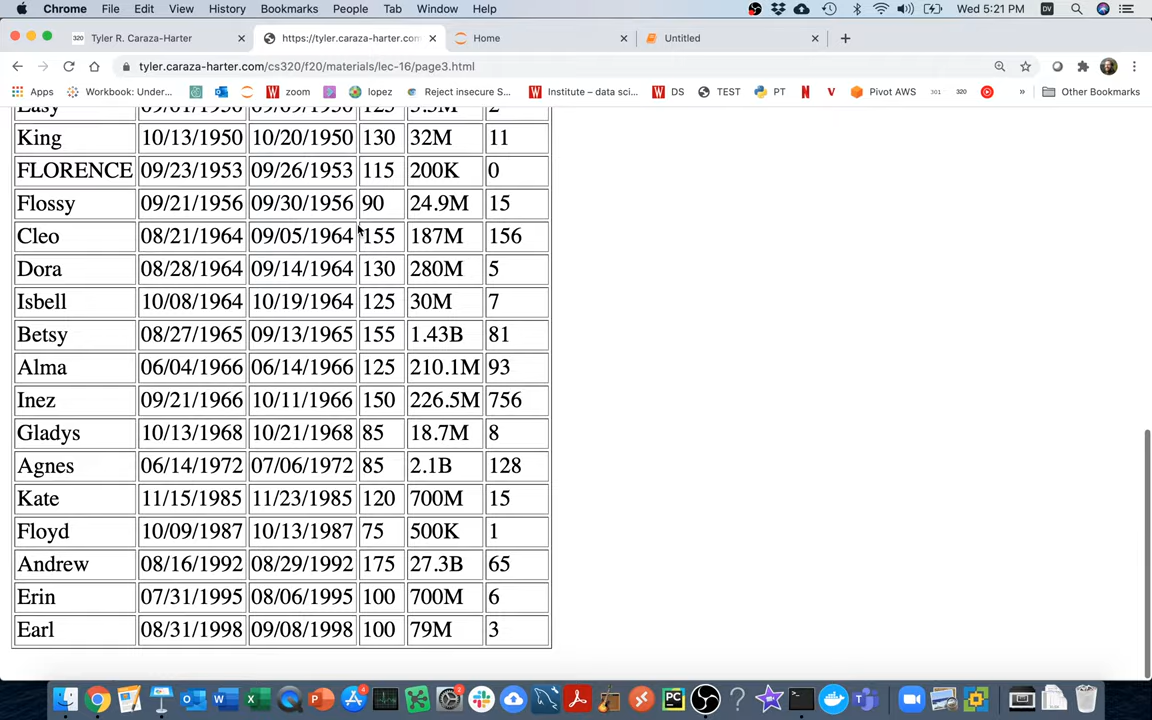 Chrome File Edit View History Bookmarks People Tab Window Help DV Wed 5:21 PM
320 Tyler R. Caraza-Harter https://tyler.caraza-harter.com Home Untitled
tyler.caraza-harter.com/cs320/f20/materials/lec-16/page3.html
Apps Workbook: Under... zoom lopez Reject insecure S... Institute – data sci... DS TEST PT Pivot AWS 301 320 Other Bookmarks
Easy
King 10/13/1950 10/20/1950 130 32M 11
FLORENCE 09/23/1953 09/26/1953 115 200K 0
Flossy 09/21/1956 09/30/1956 90 24.9M 15
Cleo 08/21/1964 09/05/1964 155 187M 156
Dora 08/28/1964 09/14/1964 130 280M 5
Isbell 10/08/1964 10/19/1964 125 30M 7
Betsy 08/27/1965 09/13/1965 155 1.43B 81
Alma 06/04/1966 06/14/1966 125 210.1M 93
Inez 09/21/1966 10/11/1966 150 226.5M 756
Gladys 10/13/1968 10/21/1968 85 18.7M 8
Agnes 06/14/1972 07/06/1972 85 2.1B 128
Kate 11/15/1985 11/23/1985 120 700M 15
Floyd 10/09/1987 10/13/1987 75 500K 1
Andrew 08/16/1992 08/29/1992 175 27.3B 65
Erin 07/31/1995 08/06/1995 100 700M 6
Earl 08/31/1998 09/08/1998 100 79M 3